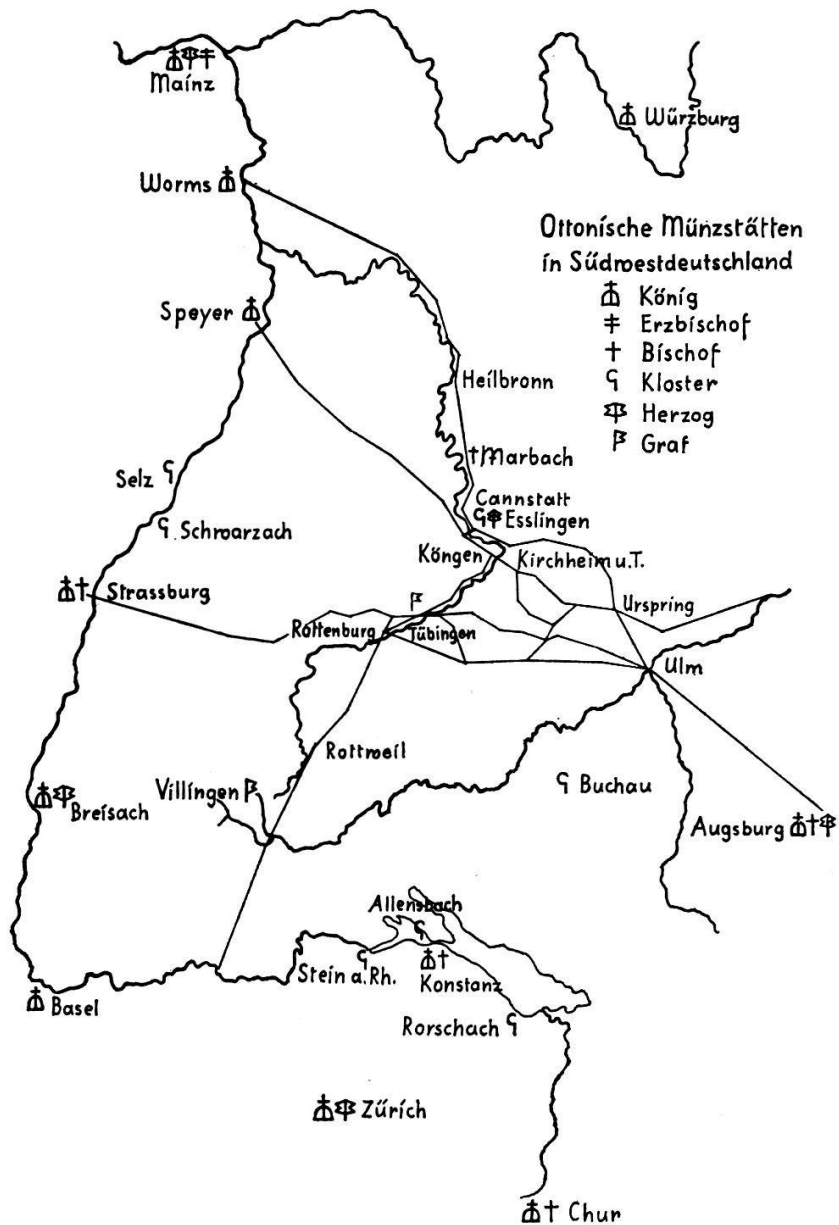 Mainz
Würzburg
Worms
Ottonische Münzstätten
in Südwestdeutschland
König
Erzbischof
Bischof
Kloster
Herzog
Graf
Speyer
Heilbronn
Marbach
Selz
Cannstatt
Esslingen
Schwarzach
Köngen
Kirchheim u.T.
Strassburg
Urspring
Rottenburg
Tübingen
Ulm
Rottweil
Villingen
Buchau
Breisach
Augsburg
Allensbach
Stein a. Rh.
Konstanz
Basel
Rorschach
Zürich
Chur